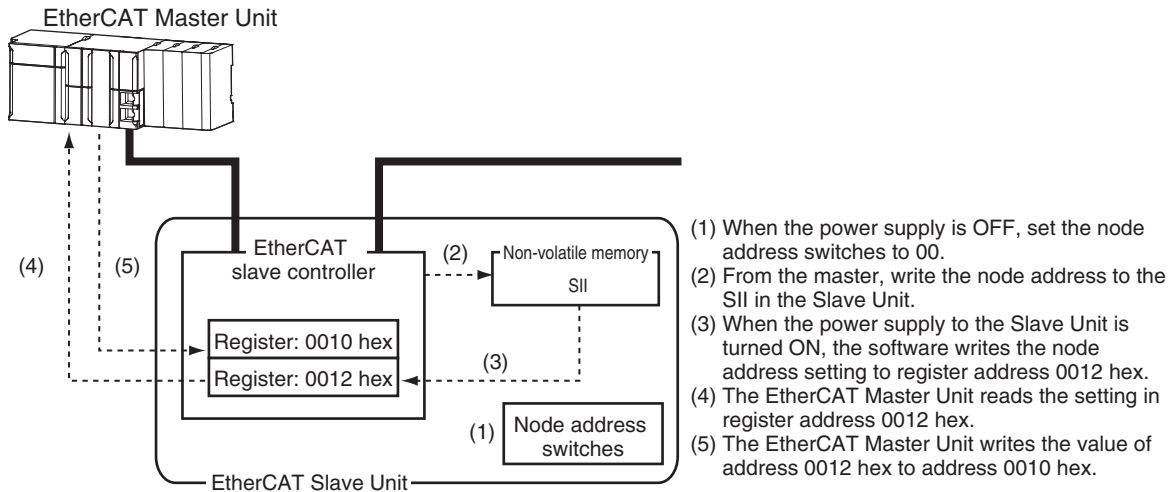 EtherCAT Master Unit
(4)
(5)
EtherCAT
slave controller
(2)
Non-volatile memory
SII
Register: 0010 hex
Register: 0012 hex
(3)
(1)
Node address
switches
EtherCAT Slave Unit
(1) When the power supply is OFF, set the node
address switches to 00.
(2) From the master, write the node address to the
SII in the Slave Unit.
(3) When the power supply to the Slave Unit is
turned ON, the software writes the node
address setting to register address 0012 hex.
(4) The EtherCAT Master Unit reads the setting in
register address 0012 hex.
(5) The EtherCAT Master Unit writes the value of
address 0012 hex to address 0010 hex.